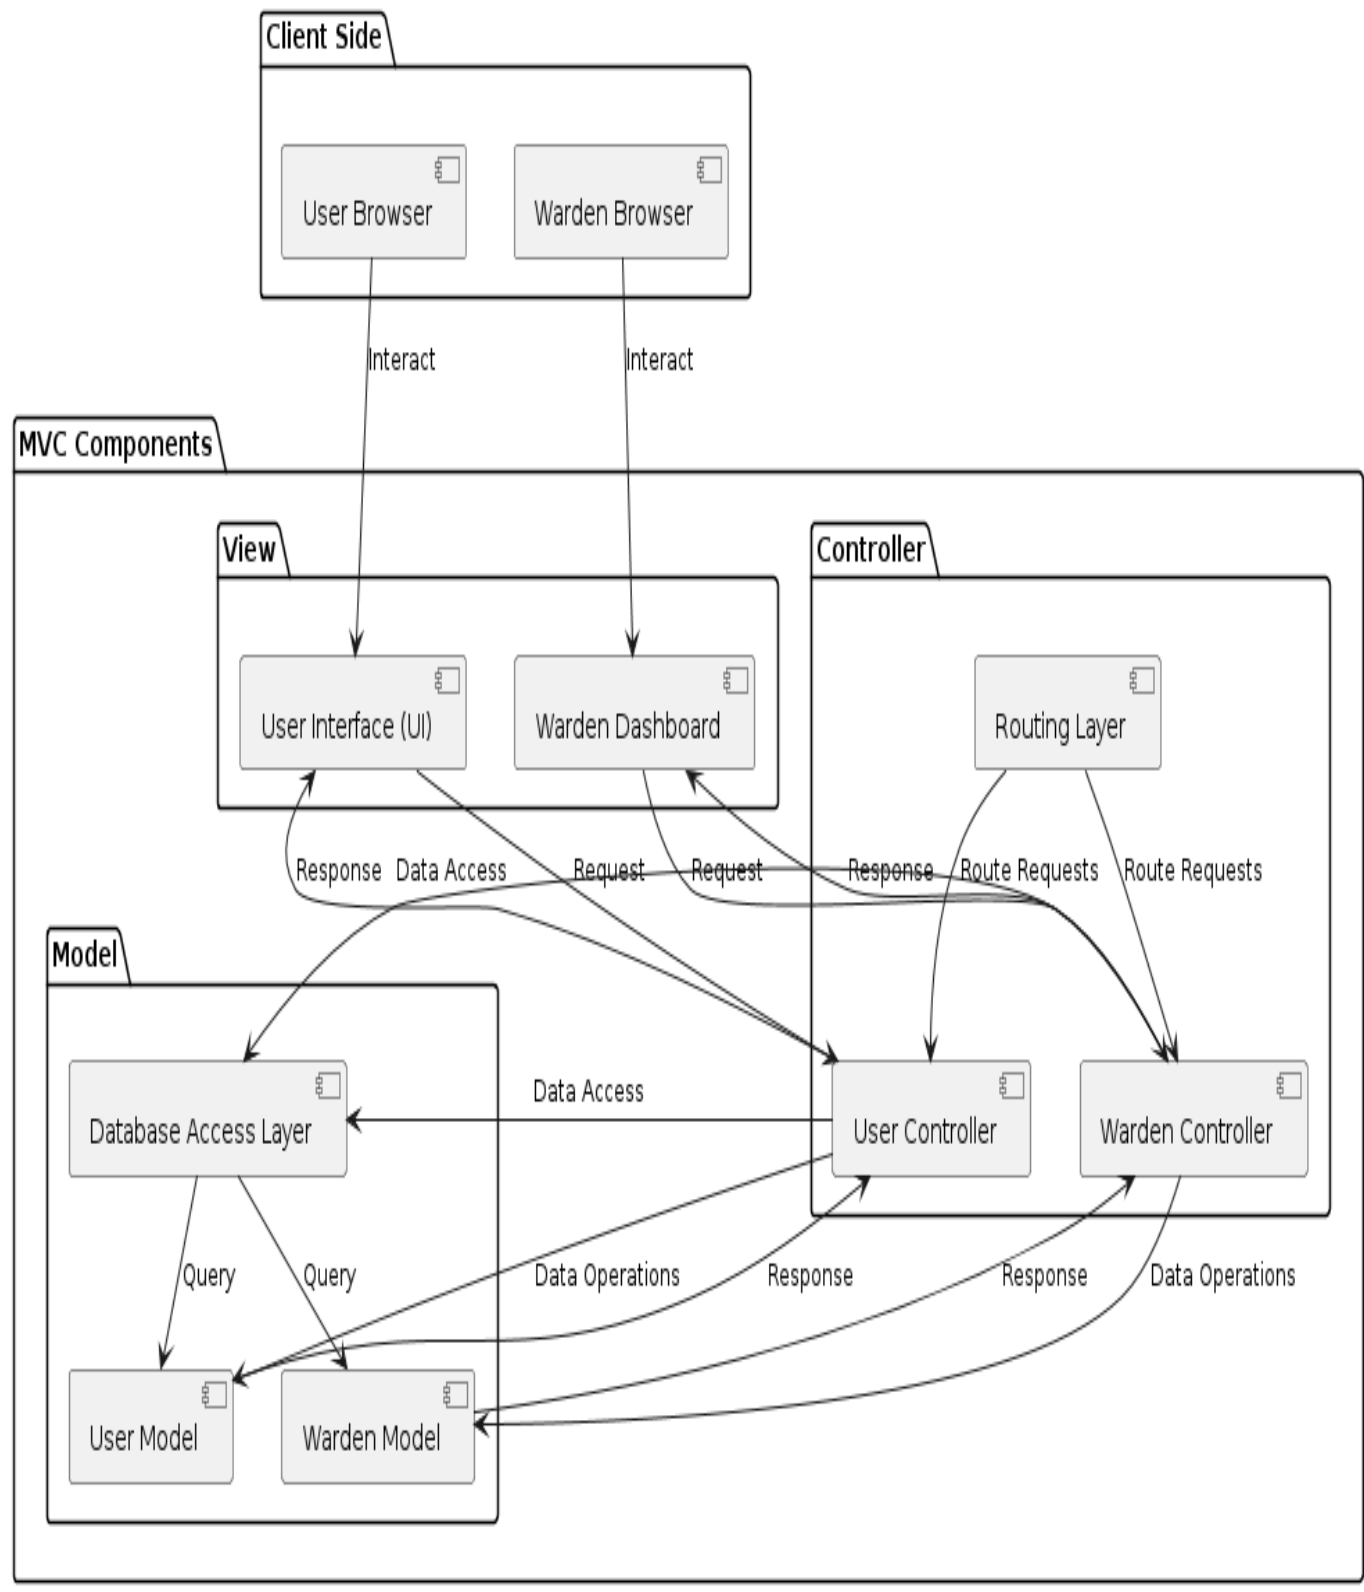 Client Side
User Browser
Warden Browser
Interact
Interact
MVC Components
View
Controller
User Interface (UI)
Warden Dashboard
Routing Layer
Response
Data Access
Request
Request
Response
Route Requests
Route Requests
Model
Data Access
Database Access Layer
User Controller
Warden Controller
Query
Query
Data Operations
Response
Response
Data Operations
User Model
Warden Model